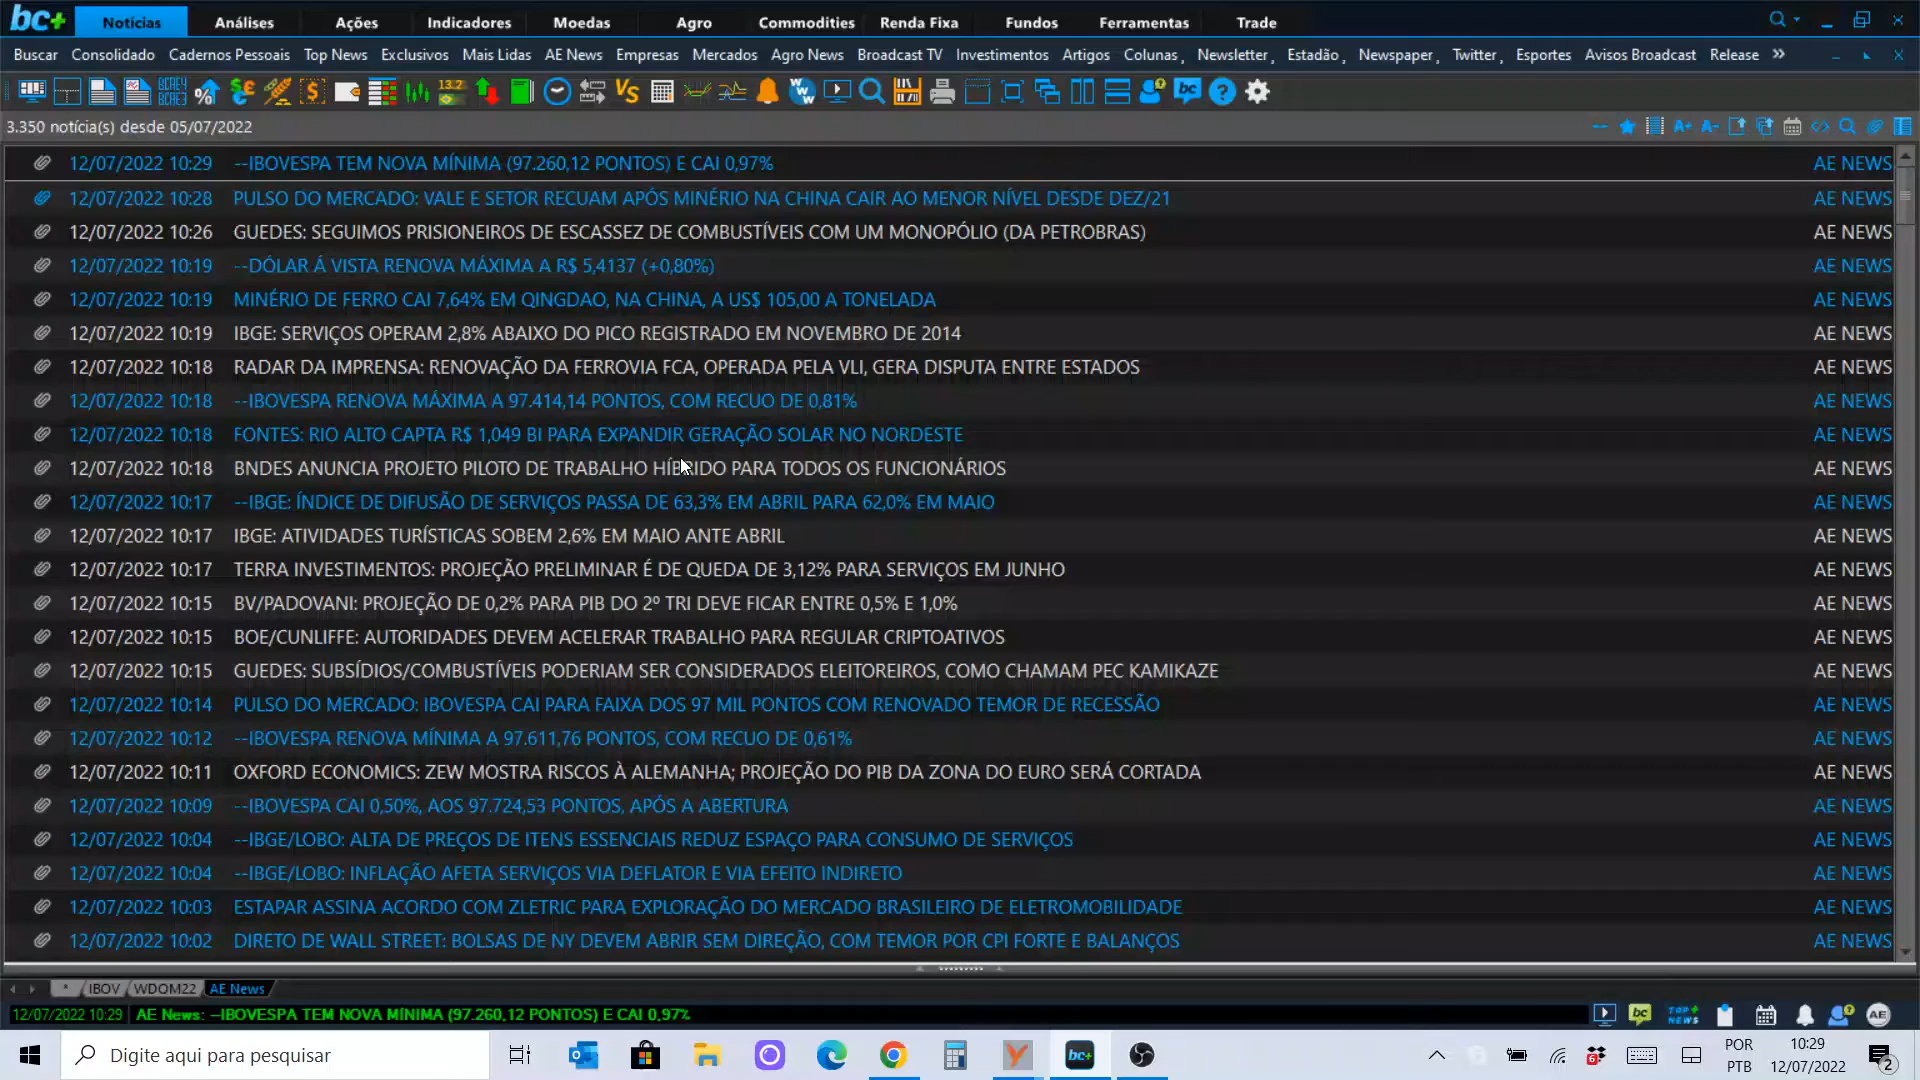 bc+ Notícias Análises Ações Indicadores Moedas Agro Commodities Renda Fixa Fundos Ferramentas Trade
Buscar Consolidado Cadernos Pessoais Top News Exclusivos Mais Lidas AE News Empresas Mercados Agro News Broadcast TV Investimentos Artigos Colunas Newsletter Estadão Newspaper Twitter Esportes Avisos Broadcast Release »
3.350 notícia(s) desde 05/07/2022
12/07/2022 10:29 --IBOVESPA TEM NOVA MÍNIMA (97.260,12 PONTOS) E CAI 0,97% AE NEWS
12/07/2022 10:28 PULSO DO MERCADO: VALE E SETOR RECUAM APÓS MINÉRIO NA CHINA CAIR AO MENOR NÍVEL DESDE DEZ/21 AE NEWS
12/07/2022 10:26 GUEDES: SEGUIMOS PRISIONEIROS DE ESCASSEZ DE COMBUSTÍVEIS COM UM MONOPÓLIO (DA PETROBRAS) AE NEWS
12/07/2022 10:19 --DÓLAR Á VISTA RENOVA MÁXIMA A R$ 5,4137 (+0,80%) AE NEWS
12/07/2022 10:19 MINÉRIO DE FERRO CAI 7,64% EM QINGDAO, NA CHINA, A US$ 105,00 A TONELADA AE NEWS
12/07/2022 10:19 IBGE: SERVIÇOS OPERAM 2,8% ABAIXO DO PICO REGISTRADO EM NOVEMBRO DE 2014 AE NEWS
12/07/2022 10:18 RADAR DA IMPRENSA: RENOVAÇÃO DA FERROVIA FCA, OPERADA PELA VLI, GERA DISPUTA ENTRE ESTADOS AE NEWS
12/07/2022 10:18 --IBOVESPA RENOVA MÁXIMA A 97.414,14 PONTOS, COM RECUO DE 0,81% AE NEWS
12/07/2022 10:18 FONTES: RIO ALTO CAPTA R$ 1,049 BI PARA EXPANDIR GERAÇÃO SOLAR NO NORDESTE AE NEWS
12/07/2022 10:18 BNDES ANUNCIA PROJETO PILOTO DE TRABALHO HÍBRIDO PARA TODOS OS FUNCIONÁRIOS AE NEWS
12/07/2022 10:17 --IBGE: ÍNDICE DE DIFUSÃO DE SERVIÇOS PASSA DE 63,3% EM ABRIL PARA 62,0% EM MAIO AE NEWS
12/07/2022 10:17 IBGE: ATIVIDADES TURÍSTICAS SOBEM 2,6% EM MAIO ANTE ABRIL AE NEWS
12/07/2022 10:17 TERRA INVESTIMENTOS: PROJEÇÃO PRELIMINAR É DE QUEDA DE 3,12% PARA SERVIÇOS EM JUNHO AE NEWS
12/07/2022 10:15 BV/PADOVANI: PROJEÇÃO DE 0,2% PARA PIB DO 2º TRI DEVE FICAR ENTRE 0,5% E 1,0% AE NEWS
12/07/2022 10:15 BOE/CUNLIFFE: AUTORIDADES DEVEM ACELERAR TRABALHO PARA REGULAR CRIPTOATIVOS AE NEWS
12/07/2022 10:15 GUEDES: SUBSÍDIOS/COMBUSTÍVEIS PODERIAM SER CONSIDERADOS ELEITOREIROS, COMO CHAMAM PEC KAMIKAZE AE NEWS
12/07/2022 10:14 PULSO DO MERCADO: IBOVESPA CAI PARA FAIXA DOS 97 MIL PONTOS COM RENOVADO TEMOR DE RECESSÃO AE NEWS
12/07/2022 10:12 --IBOVESPA RENOVA MÍNIMA A 97.611,76 PONTOS, COM RECUO DE 0,61% AE NEWS
12/07/2022 10:11 OXFORD ECONOMICS: ZEW MOSTRA RISCOS À ALEMANHA; PROJEÇÃO DO PIB DA ZONA DO EURO SERÁ CORTADA AE NEWS
12/07/2022 10:09 --IBOVESPA CAI 0,50%, AOS 97.724,53 PONTOS, APÓS A ABERTURA AE NEWS
12/07/2022 10:04 --IBGE/LOBO: ALTA DE PREÇOS DE ITENS ESSENCIAIS REDUZ ESPAÇO PARA CONSUMO DE SERVIÇOS AE NEWS
12/07/2022 10:04 --IBGE/LOBO: INFLAÇÃO AFETA SERVIÇOS VIA DEFLATOR E VIA EFEITO INDIRETO AE NEWS
12/07/2022 10:03 ESTAPAR ASSINA ACORDO COM ZLETRIC PARA EXPLORAÇÃO DO MERCADO BRASILEIRO DE ELETROMOBILIDADE AE NEWS
12/07/2022 10:02 DIRETO DE WALL STREET: BOLSAS DE NY DEVEM ABRIR SEM DIREÇÃO, COM TEMOR POR CPI FORTE E BALANÇOS AE NEWS
* IBOV WDOM22 AE News
12/07/2022 10:29 AE News: --IBOVESPA TEM NOVA MÍNIMA (97.260,12 PONTOS) E CAI 0,97% bc TOP+ NEWS AE
Digite aqui para pesquisar bc+ POR 10:29
PTB 12/07/2022 2